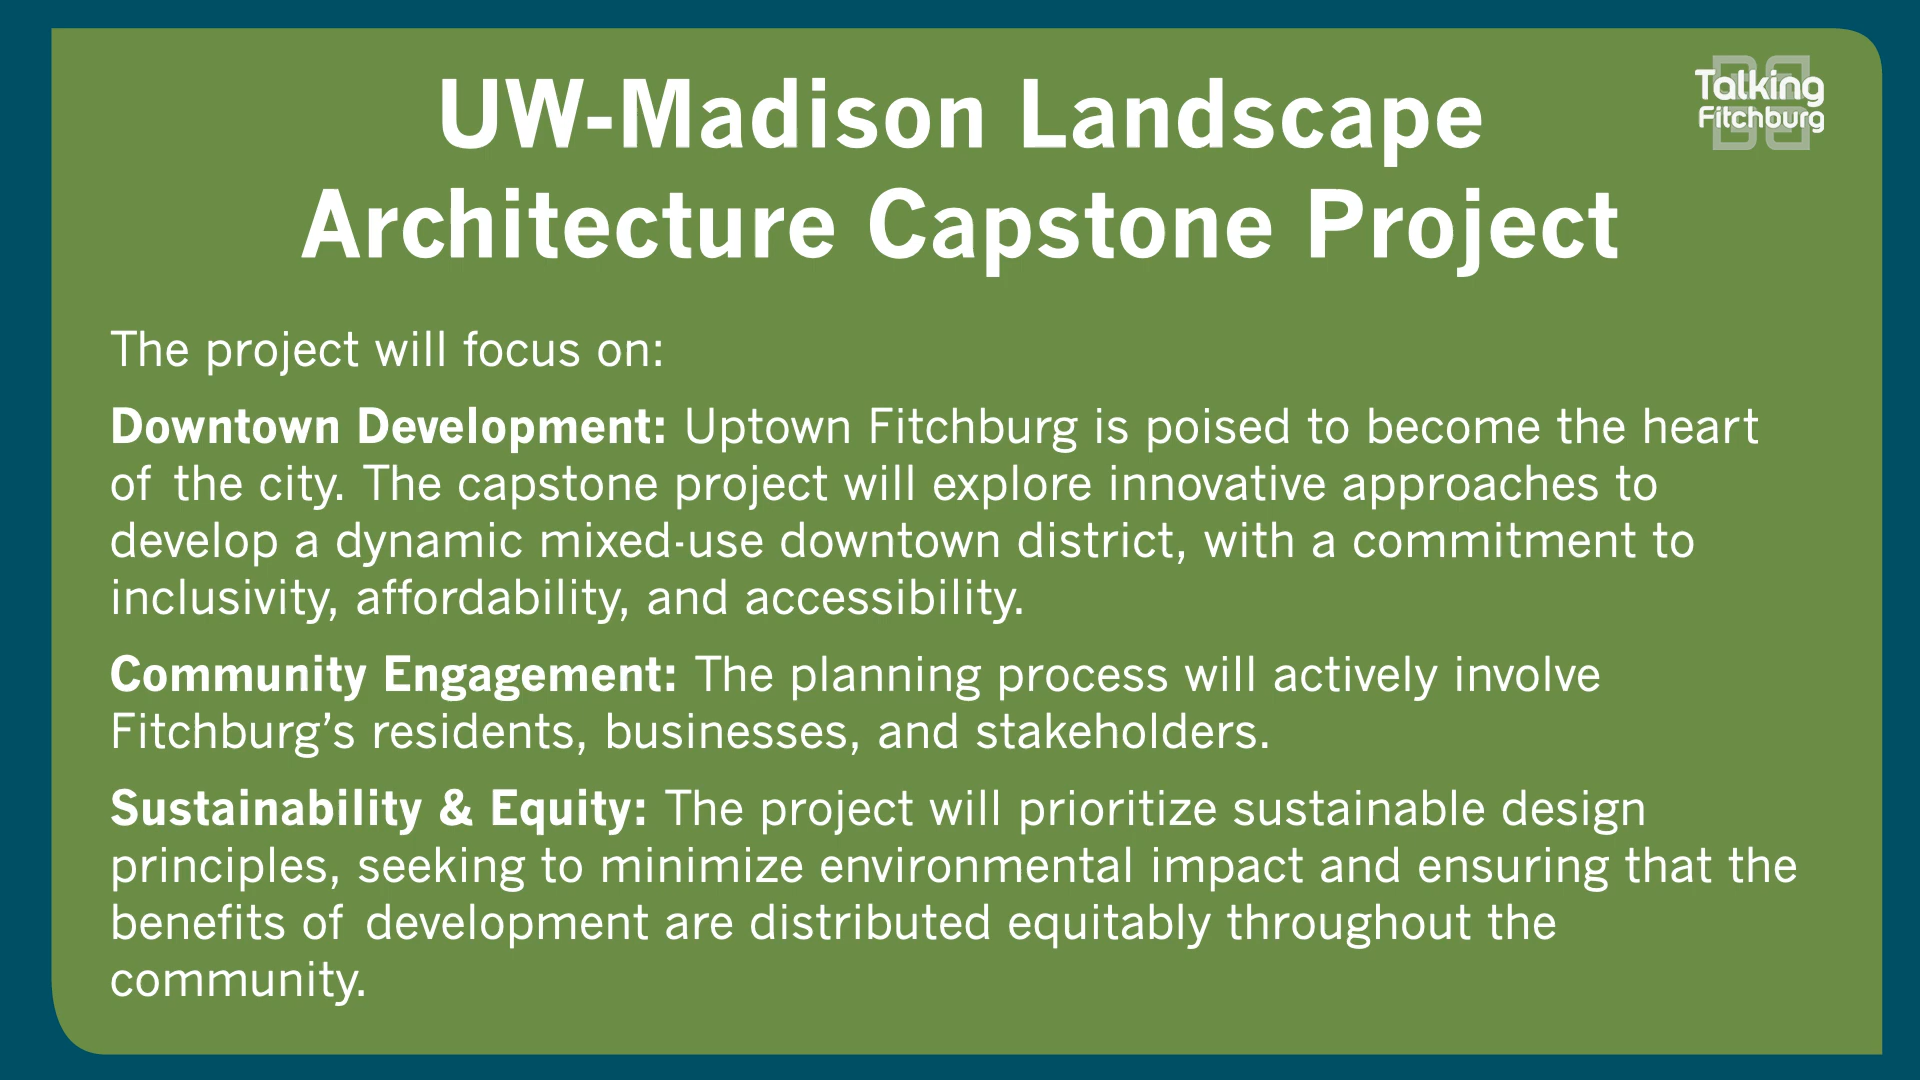 UW-Madison Landscape
Architecture Capstone Project
Talking
Fitchburg
The project will focus on:
Downtown Development: Uptown Fitchburg is poised to become the heart
of the city. The capstone project will explore innovative approaches to
develop a dynamic mixed-use downtown district, with a commitment to
inclusivity, affordability, and accessibility.
Community Engagement: The planning process will actively involve
Fitchburg’s residents, businesses, and stakeholders.
Sustainability & Equity: The project will prioritize sustainable design
principles, seeking to minimize environmental impact and ensuring that the
benefits of development are distributed equitably throughout the
community.